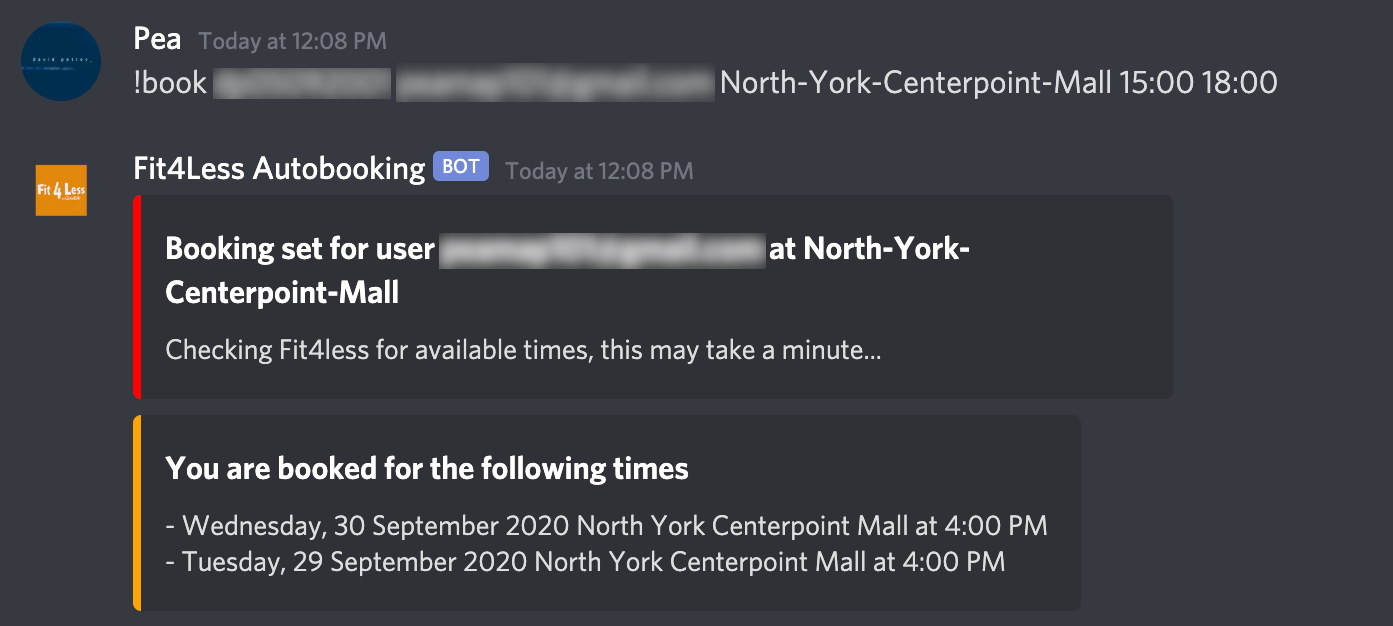 Pea Today at 12:08 PM
!book North-York-Centerpoint-Mall 15:00 18:00
Fit4Less Autobooking BOT Today at 12:08 PM
Fit 4 Less
Booking set for user at North-York-
Centerpoint-Mall
Checking Fit4less for available times, this may take a minute...
You are booked for the following times
- Wednesday, 30 September 2020 North York Centerpoint Mall at 4:00 PM
- Tuesday, 29 September 2020 North York Centerpoint Mall at 4:00 PM